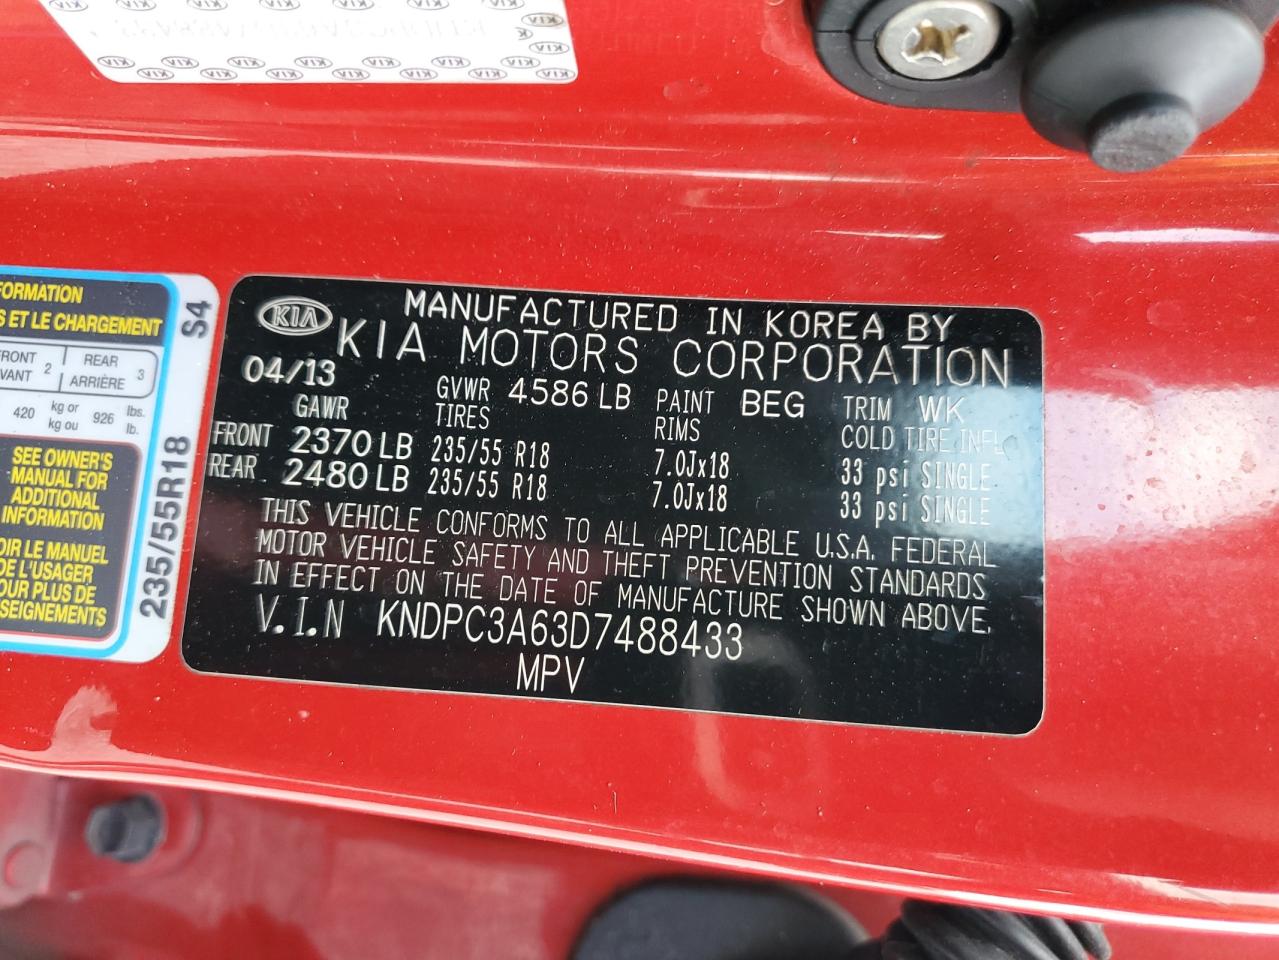 KIA
MANUFACTURED IN KOREA BY
KIA MOTORS CORPORATION
04/13 GVWR 4586 LB PAINT BEG TRIM WK
GAWR TIRES RIMS COLD TIRE INFL
FRONT 2370 LB 235/55 R18 7.0Jx18 33 psi SINGLE
REAR 2480 LB 235/55 R18 7.0Jx18 33 psi SINGLE
THIS VEHICLE CONFORMS TO ALL APPLICABLE U.S.A. FEDERAL
MOTOR VEHICLE SAFETY AND THEFT PREVENTION STANDARDS
IN EFFECT ON THE DATE OF MANUFACTURE SHOWN ABOVE.
V.I.N KNDPC3A63D7488433
MPV
ORMATION
S ET LE CHARGEMENT
FRONT 2 REAR 3
VANT ARRIÈRE
420 kg or 926 lbs.
kg ou lb.
SEE OWNER'S
MANUAL FOR
ADDITIONAL
INFORMATION
OIR LE MANUEL
DE L'USAGER
OUR PLUS DE
SEIGNEMENTS
235/55R18 S4